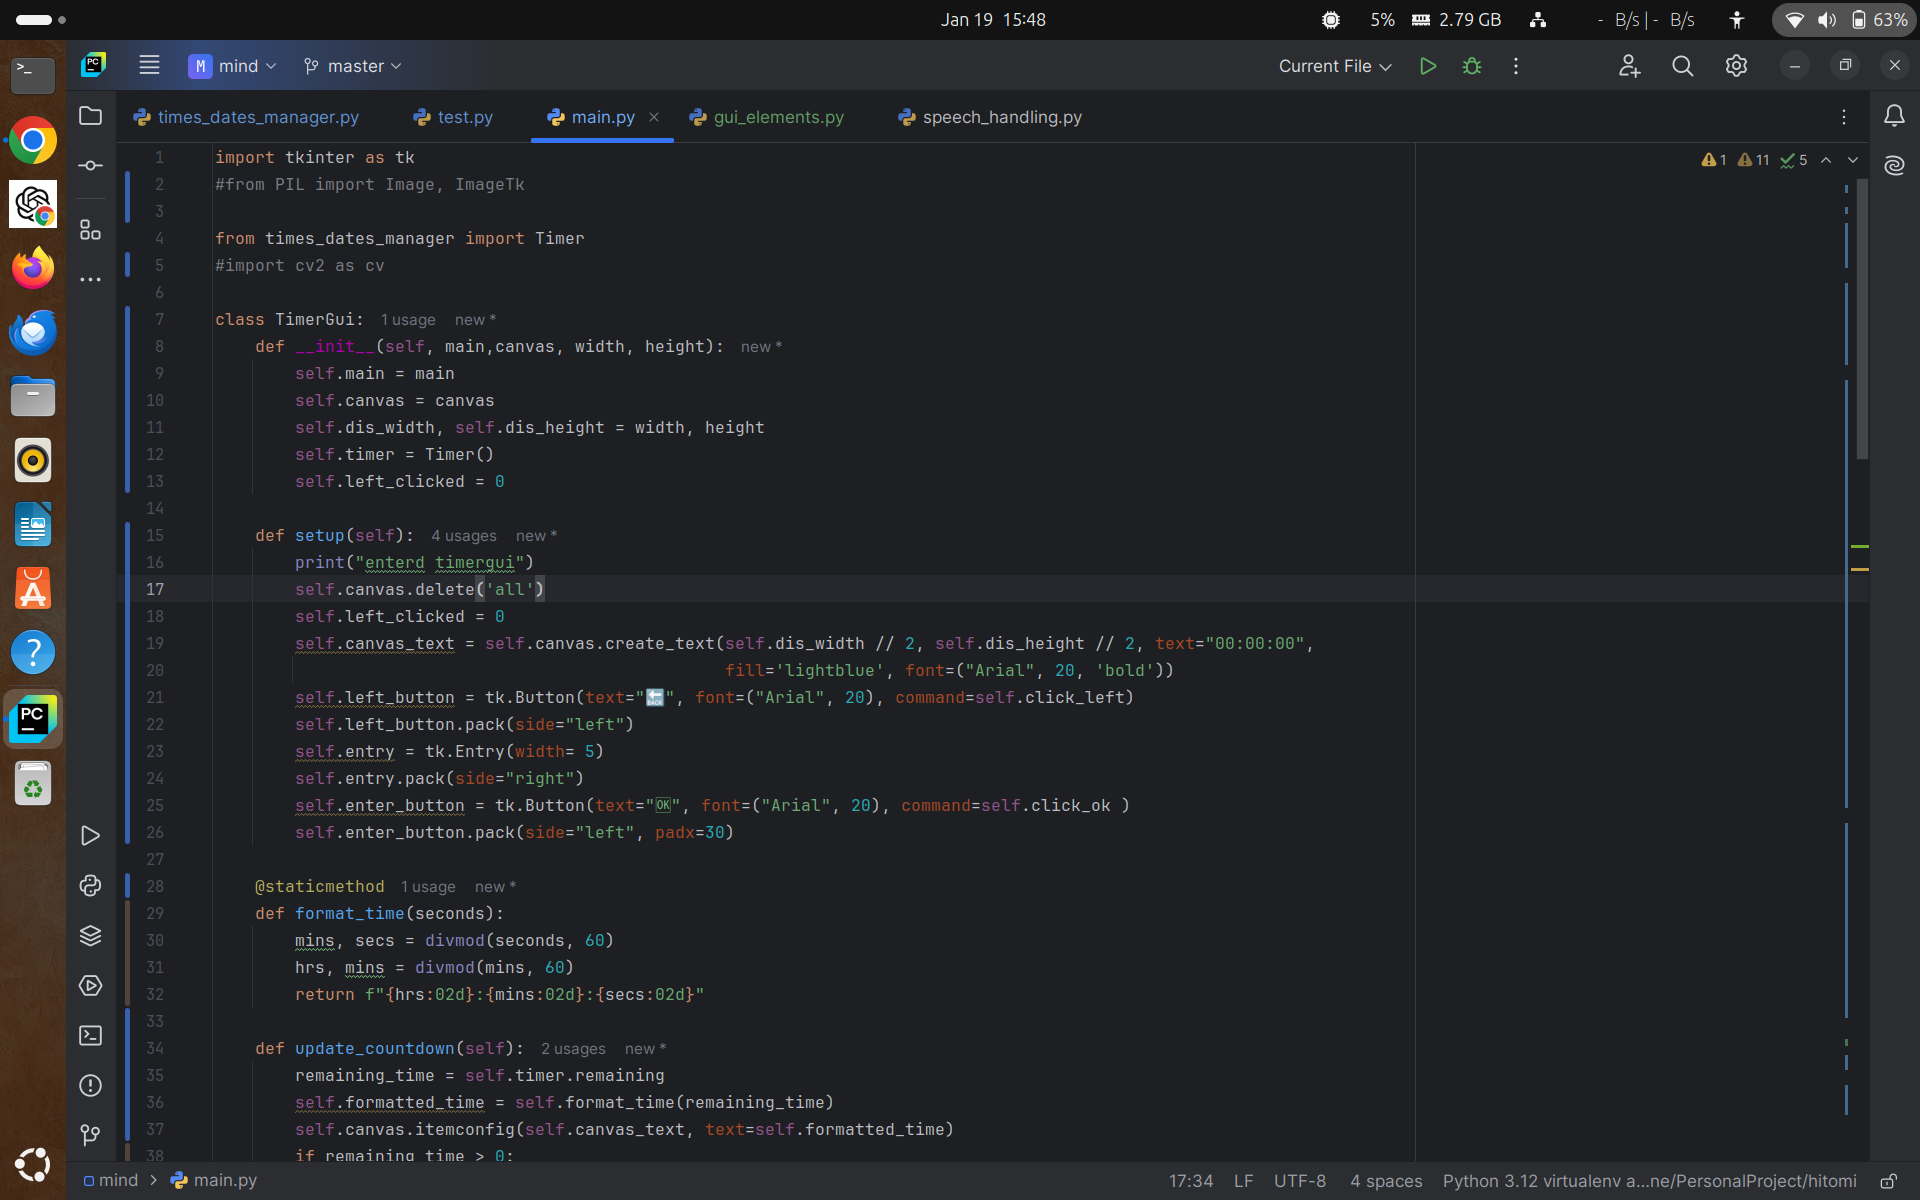 Jan 19 15:48
5% 2.79 GB - B/s | - B/s 63%
PC M mind master Current File
times_dates_manager.py test.py main.py gui_elements.py speech_handling.py
1 11 5
1 import tkinter as tk
2 #from PIL import Image, ImageTk
3
4 from times_dates_manager import Timer
5 #import cv2 as cv
6
7 class TimerGui: 1 usage new *
8 def __init__(self, main,canvas, width, height): new *
9 self.main = main
10 self.canvas = canvas
11 self.dis_width, self.dis_height = width, height
12 self.timer = Timer()
13 self.left_clicked = 0
14
15 def setup(self): 4 usages new *
16 print("enterd timergui")
17 self.canvas.delete('all')
18 self.left_clicked = 0
19 self.canvas_text = self.canvas.create_text(self.dis_width // 2, self.dis_height // 2, text="00:00:00",
20 fill='lightblue', font=("Arial", 20, 'bold'))
21 self.left_button = tk.Button(text="🔙", font=("Arial", 20), command=self.click_left)
22 self.left_button.pack(side="left")
23 self.entry = tk.Entry(width= 5)
24 self.entry.pack(side="right")
25 self.enter_button = tk.Button(text="🆗", font=("Arial", 20), command=self.click_ok )
26 self.enter_button.pack(side="left", padx=30)
27
28 @staticmethod 1 usage new *
29 def format_time(seconds):
30 mins, secs = divmod(seconds, 60)
31 hrs, mins = divmod(mins, 60)
32 return f"{hrs:02d}:{mins:02d}:{secs:02d}"
33
34 def update_countdown(self): 2 usages new *
35 remaining_time = self.timer.remaining
36 self.formatted_time = self.format_time(remaining_time)
37 self.canvas.itemconfig(self.canvas_text, text=self.formatted_time)
38 if remaining_time > 0:
PC
mind > main.py 17:34 LF UTF-8 4 spaces Python 3.12 virtualenv a...ne/PersonalProject/hitomi